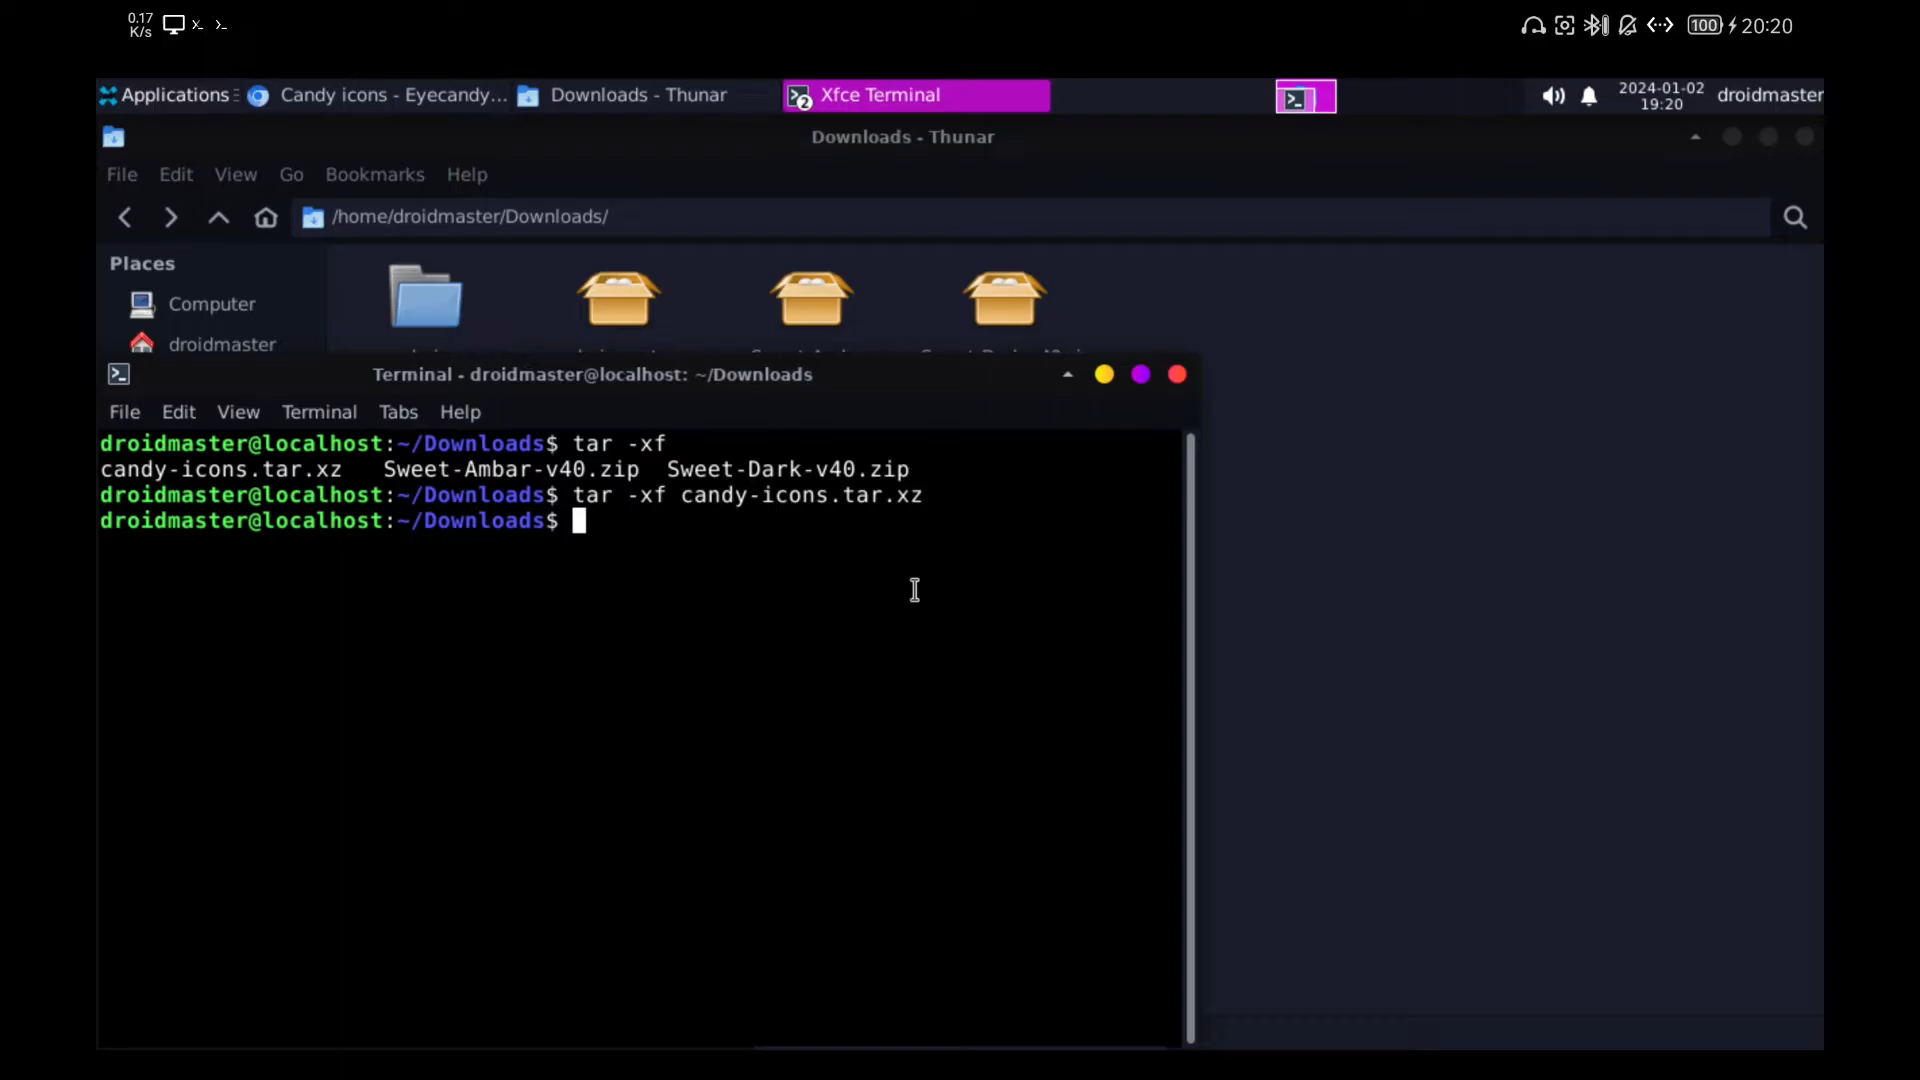 0.17
K/s
100 20:20
Applications Candy icons - Eyecandy... Downloads - Thunar 2 Xfce Terminal 2024-01-02
19:20 droidmaster
Downloads - Thunar
File Edit View Go Bookmarks Help
/home/droidmaster/Downloads/
Places
Computer
droidmaster
Terminal - droidmaster@localhost: ~/Downloads
File Edit View Terminal Tabs Help
droidmaster@localhost:~/Downloads$ tar -xf
candy-icons.tar.xz Sweet-Ambar-v40.zip Sweet-Dark-v40.zip
droidmaster@localhost:~/Downloads$ tar -xf candy-icons.tar.xz
droidmaster@localhost:~/Downloads$